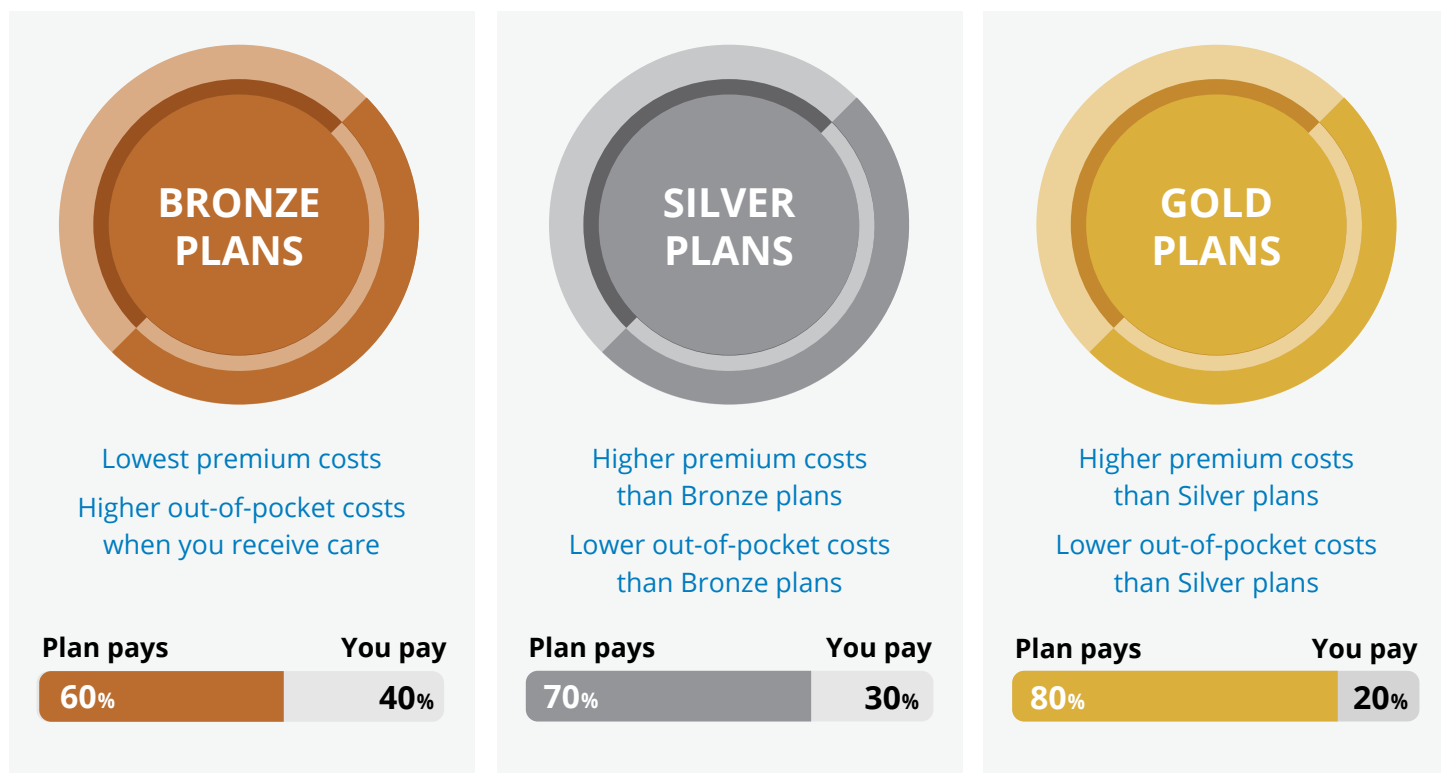 BRONZE
PLANS
Lowest premium costs
Higher out-of-pocket costs
when you receive care
Plan pays You pay
60% 40%
SILVER
PLANS
Higher premium costs
than Bronze plans
Lower out-of-pocket costs
than Bronze plans
Plan pays You pay
70% 30%
GOLD
PLANS
Higher premium costs
than Silver plans
Lower out-of-pocket costs
than Silver plans
Plan pays You pay
80% 20%